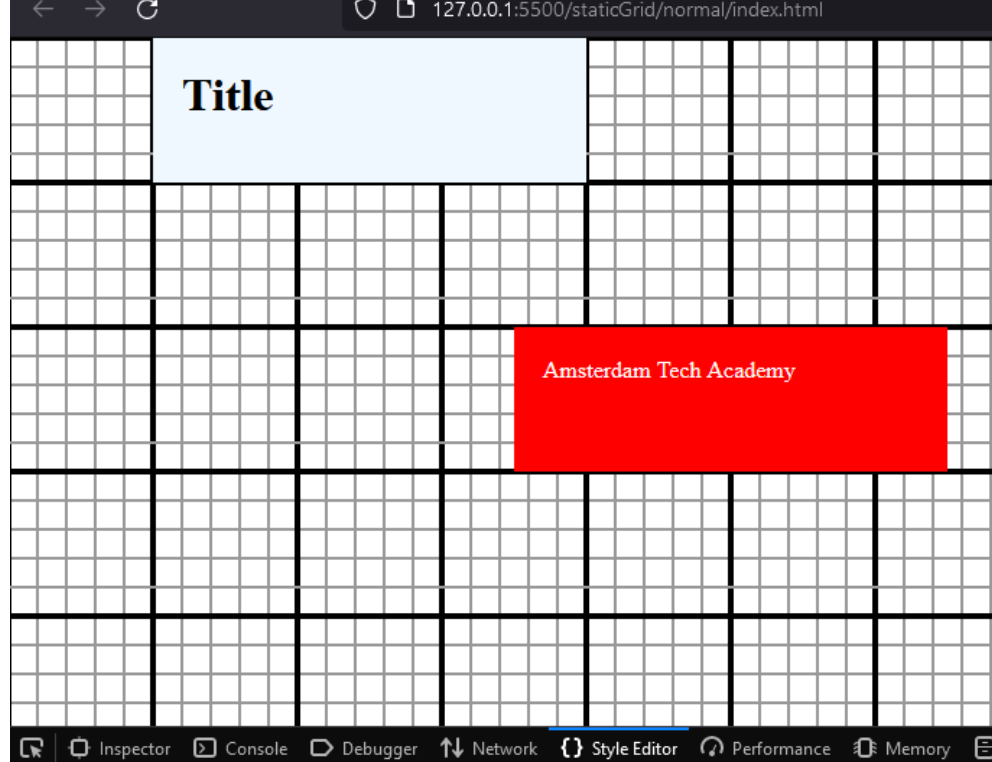 127.0.0.1:5500/staticGrid/normal/index.html
Title
Amsterdam Tech Academy
Inspector Console Debugger Network {} Style Editor Performance Memory